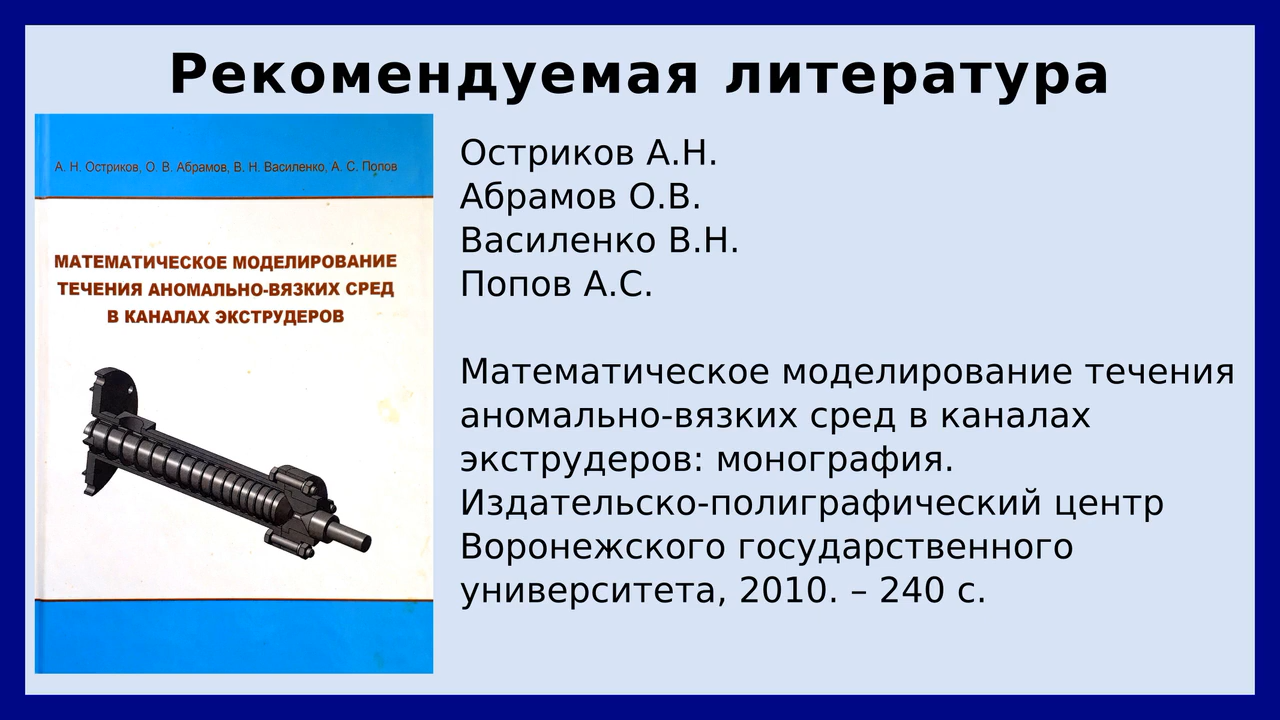 Рекомендуемая литература
А. Н. Остриков, О. В. Абрамов, В. Н. Василенко, А. С. Попов
МАТЕМАТИЧЕСКОЕ МОДЕЛИРОВАНИЕ
ТЕЧЕНИЯ АНОМАЛЬНО-ВЯЗКИХ СРЕД
В КАНАЛАХ ЭКСТРУДЕРОВ
Остриков А.Н.
Абрамов О.В.
Василенко В.Н.
Попов А.С.
Математическое моделирование течения
аномально-вязких сред в каналах
экструдеров: монография.
Издательско-полиграфический центр
Воронежского государственного
университета, 2010. – 240 с.